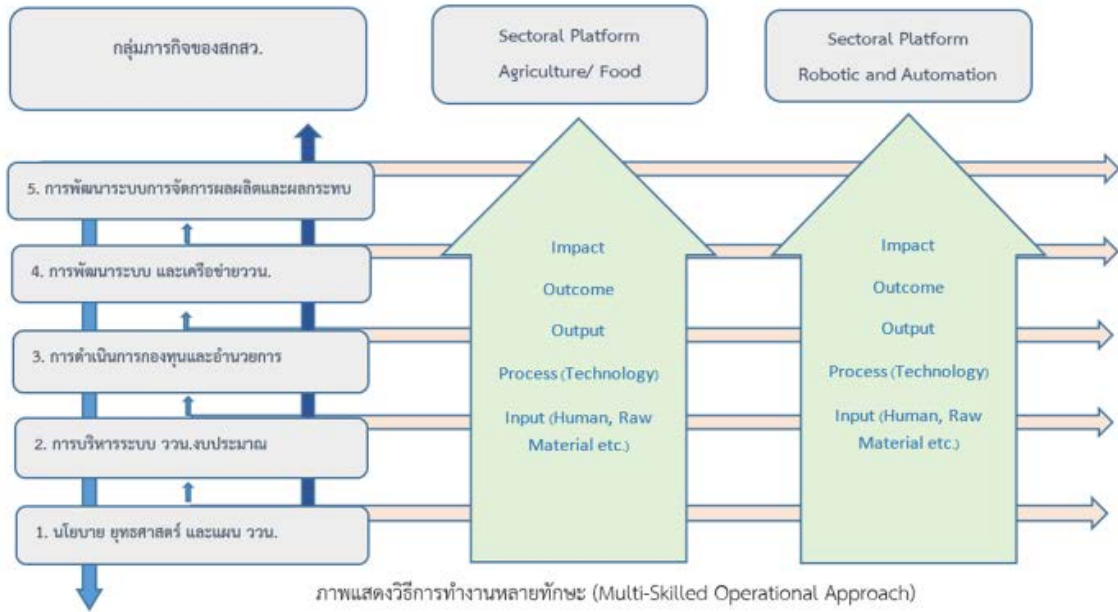 กลุ่มภารกิจของสกสว.
Sectoral Platform
Agriculture/ Food
Sectoral Platform
Robotic and Automation
5. การพัฒนาระบบการจัดการผลผลิตและผลกระทบ
4. การพัฒนาระบบ และเครือข่ายววน.
3. การดำเนินการกองทุนและอำนวยการ
2. การบริหารระบบ ววน.งบประมาณ
1. นโยบาย ยุทธศาสตร์ และแผน ววน.
Impact
Outcome
Output
Process (Technology)
Input (Human, Raw
Material etc.)
Impact
Outcome
Output
Process (Technology)
Input (Human, Raw
Material etc.)
ภาพแสดงวิธีการทำงานหลายทักษะ (Multi-Skilled Operational Approach)